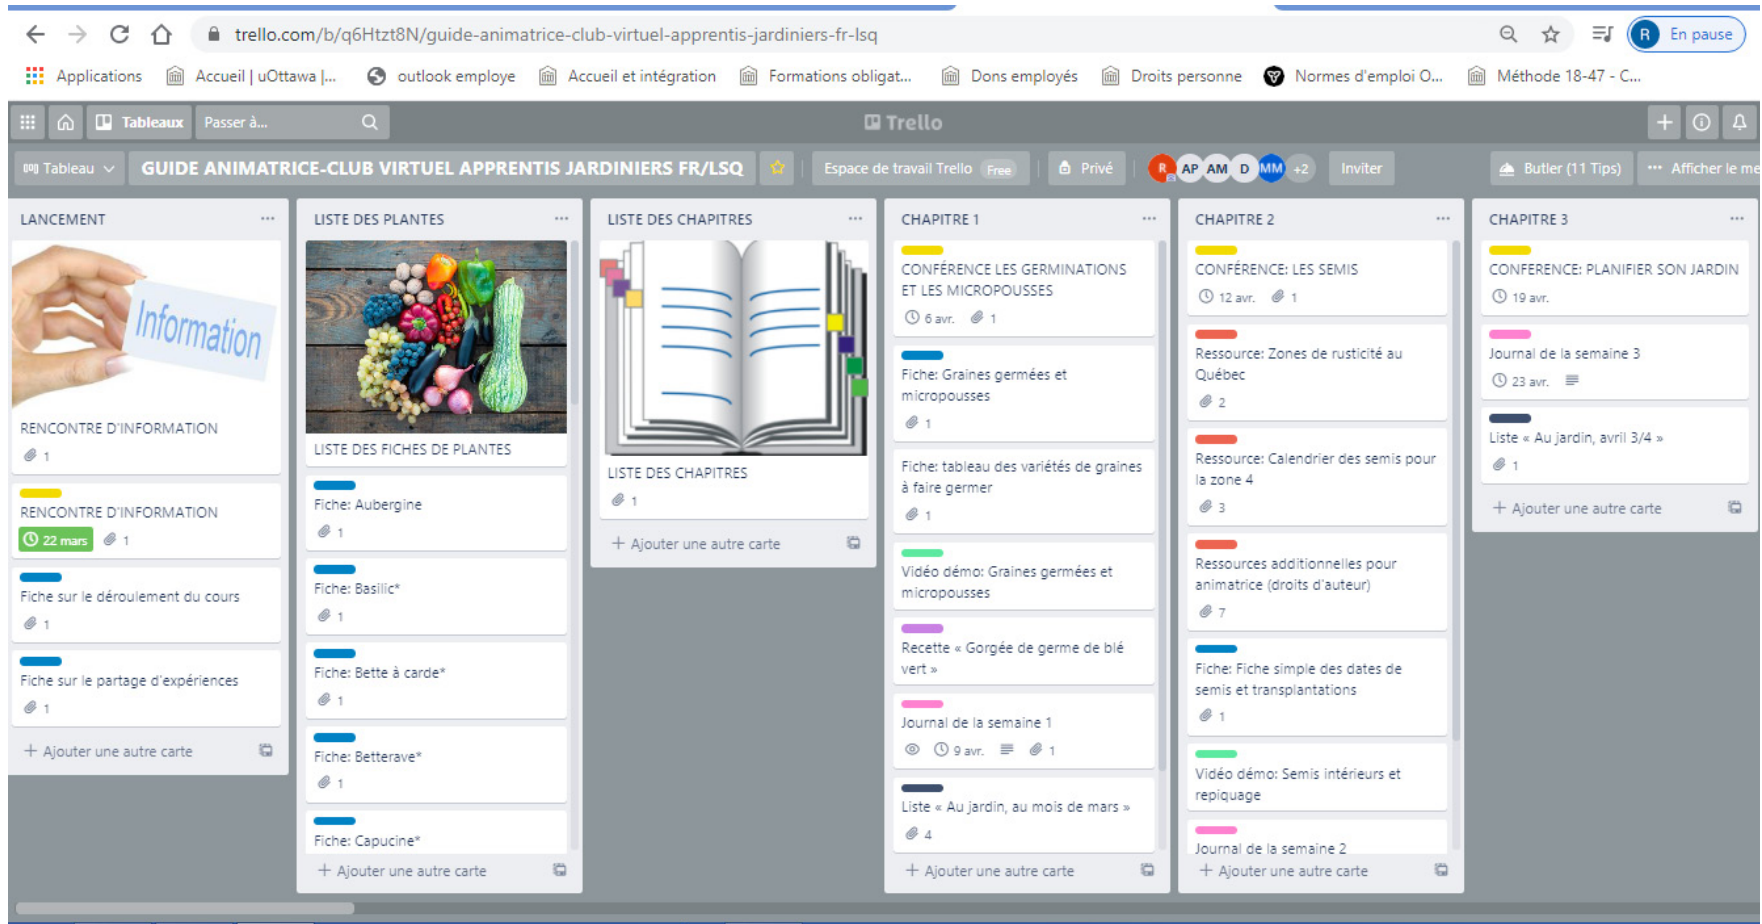 trello.com/b/q6Htzt8N/guide-animatrice-club-virtuel-apprentis-jardiniers-fr-lsq
R En pause
Applications
Accueil | uOttawa |...
outlook employe
Accueil et intégration
Formations obligat...
Dons employés
Droits personne
Normes d'emploi O...
Méthode 18-47 - C...
Tableaux
Passer à...
Trello
Tableau
GUIDE ANIMATRICE-CLUB VIRTUEL APPRENTIS JARDINIERS FR/LSQ
Espace de travail Trello Free
Privé
R AP AM D MM +2
Inviter
Butler (11 Tips)
Afficher le me
LANCEMENT
Information
RENCONTRE D'INFORMATION
1
RENCONTRE D'INFORMATION
22 mars 1
Fiche sur le déroulement du cours
1
Fiche sur le partage d'expériences
1
+ Ajouter une autre carte
LISTE DES PLANTES
LISTE DES FICHES DE PLANTES
Fiche: Aubergine
1
Fiche: Basilic*
1
Fiche: Bette à carde*
1
Fiche: Betterave*
1
Fiche: Capucine*
+ Ajouter une autre carte
LISTE DES CHAPITRES
LISTE DES CHAPITRES
1
+ Ajouter une autre carte
CHAPITRE 1
CONFÉRENCE LES GERMINATIONS
ET LES MICROPOUSSES
6 avr. 1
Fiche: Graines germées et
micropousses
1
Fiche: tableau des variétés de graines
à faire germer
1
Vidéo démo: Graines germées et
micropousses
Recette « Gorgée de germe de blé
vert »
Journal de la semaine 1
9 avr. 1
Liste « Au jardin, au mois de mars »
4
+ Ajouter une autre carte
CHAPITRE 2
CONFÉRENCE: LES SEMIS
12 avr. 1
Ressource: Zones de rusticité au
Québec
2
Ressource: Calendrier des semis pour
la zone 4
3
Ressources additionnelles pour
animatrice (droits d'auteur)
7
Fiche: Fiche simple des dates de
semis et transplantations
1
Vidéo démo: Semis intérieurs et
repiquage
Journal de la semaine 2
+ Ajouter une autre carte
CHAPITRE 3
CONFERENCE: PLANIFIER SON JARDIN
19 avr.
Journal de la semaine 3
23 avr.
Liste « Au jardin, avril 3/4 »
1
+ Ajouter une autre carte